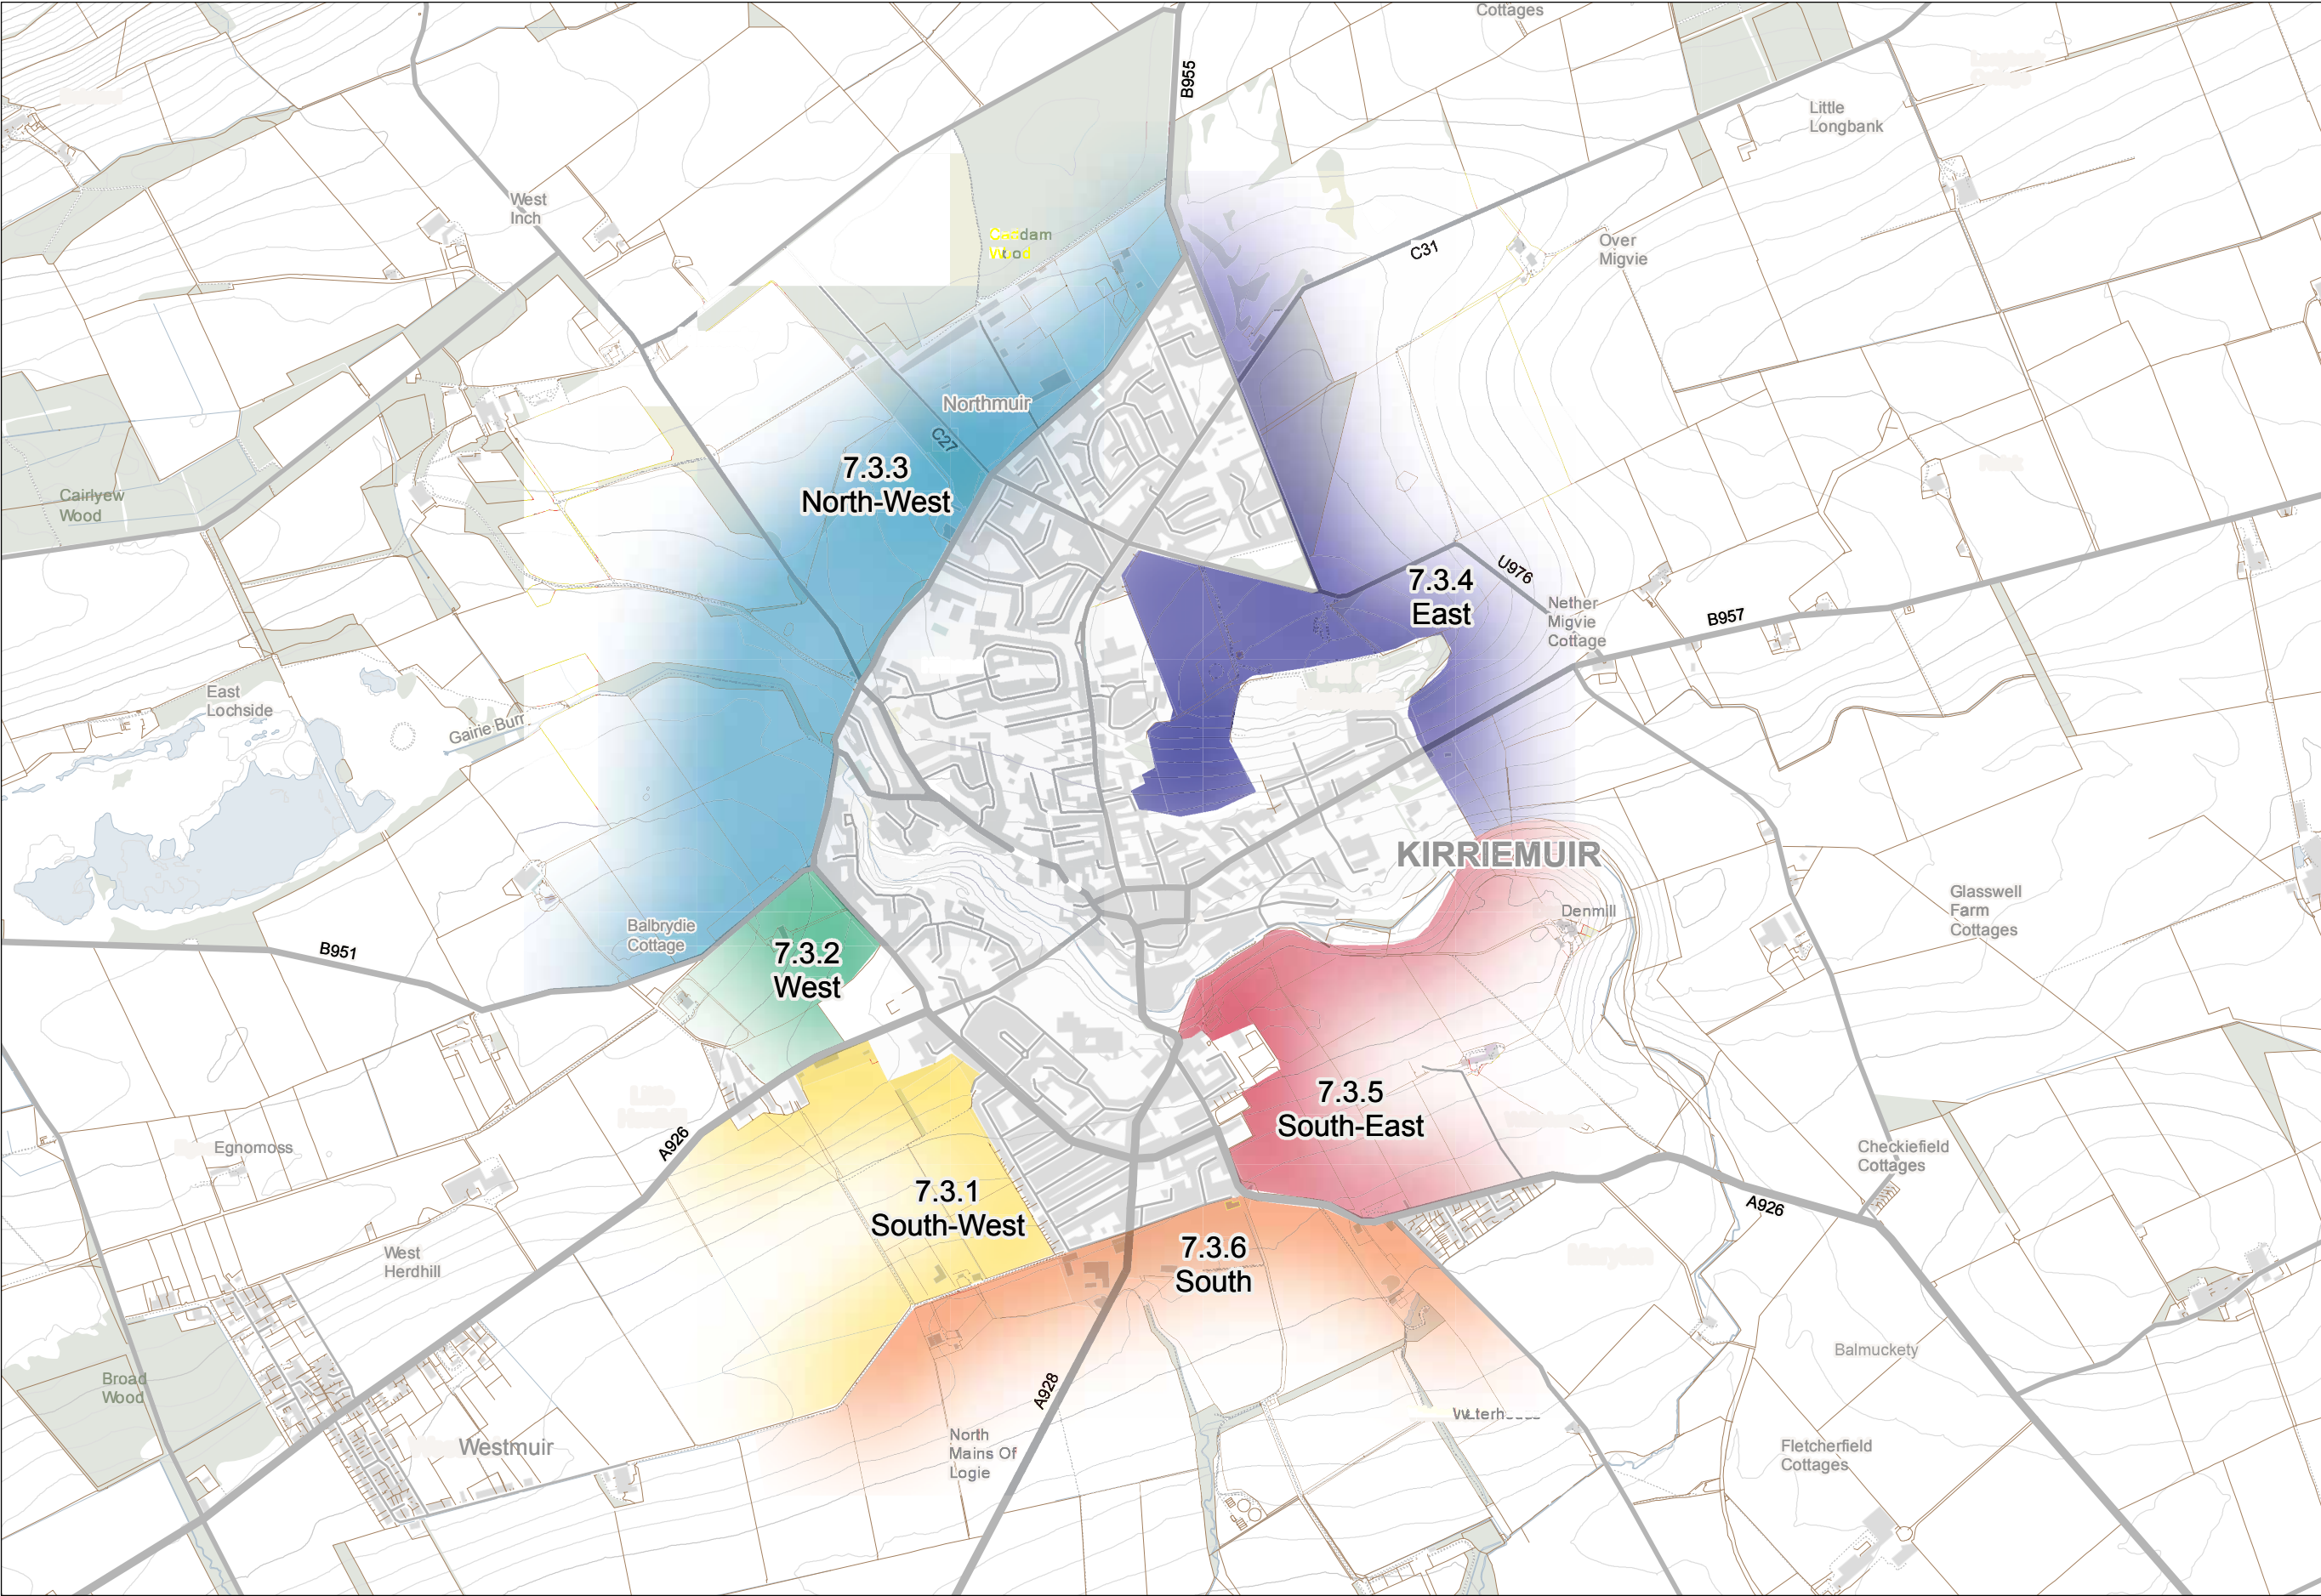 Cottages
B955
Little
Longbank
West
Inch
Caddam
Wood
Over
Migvie
C31
Northmuir
C27
7.3.3
North-West
Cairlyew
Wood
7.3.4
East
U976
Nether
Migvie
Cottage
B957
East
Lochside
Gairie Burn
KIRRIEMUIR
Glasswell
Farm
Cottages
Denmill
Balbrydie
Cottage
B951
7.3.2
West
7.3.5
South-East
A926
Egnomoss
Checkiefield
Cottages
7.3.1
South-West
A926
West
Herdhill
7.3.6
South
Balmuckety
Broad
Wood
A928
Westmuir
North
Mains Of
Logie
Fletcherfield
Cottages